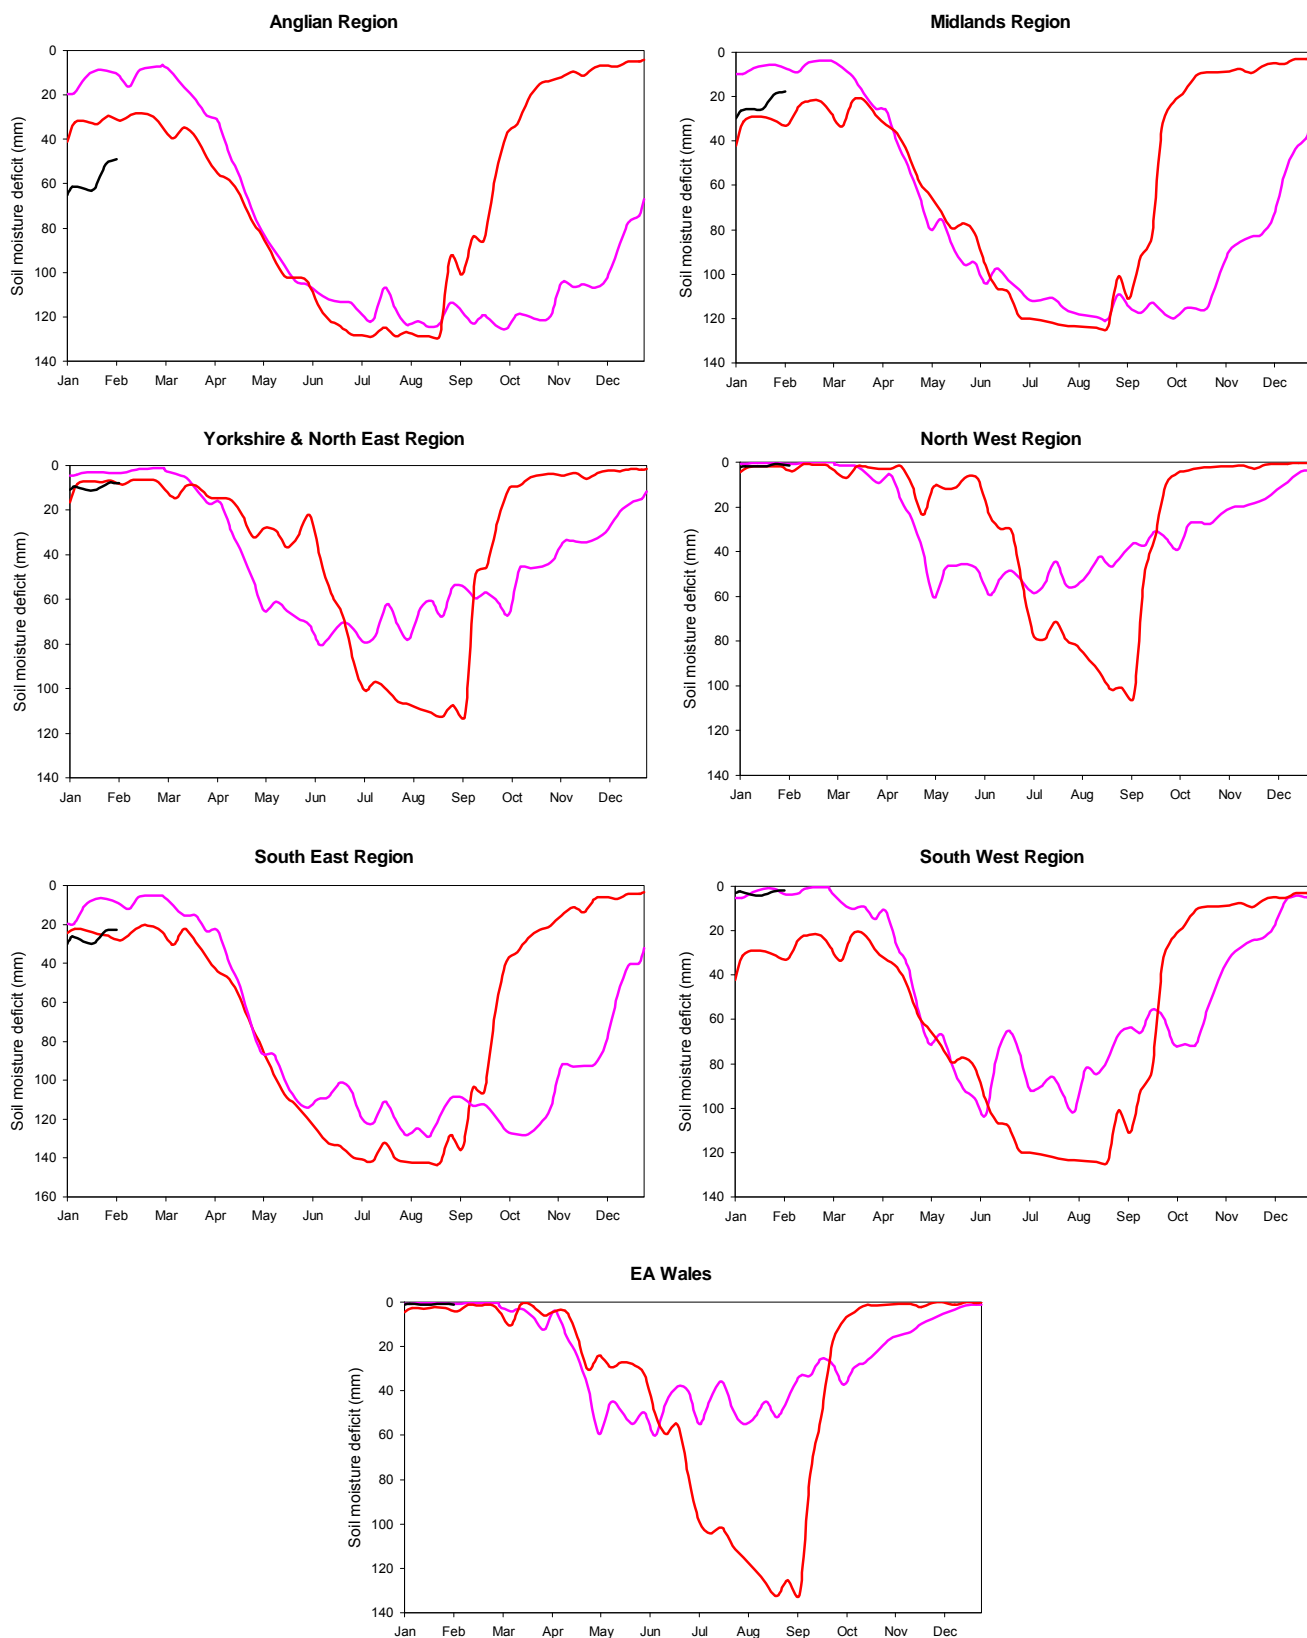 Anglian Region
Soil moisture deficit (mm)
0
20
40
60
80
100
120
140
Jan Feb Mar Apr May Jun Jul Aug Sep Oct Nov Dec
Midlands Region
Soil moisture deficit (mm)
0
20
40
60
80
100
120
140
Jan Feb Mar Apr May Jun Jul Aug Sep Oct Nov Dec
Yorkshire & North East Region
Soil moisture deficit (mm)
0
20
40
60
80
100
120
140
Jan Feb Mar Apr May Jun Jul Aug Sep Oct Nov Dec
North West Region
Soil moisture deficit (mm)
0
20
40
60
80
100
120
140
Jan Feb Mar Apr May Jun Jul Aug Sep Oct Nov Dec
South East Region
Soil moisture deficit (mm)
0
20
40
60
80
100
120
140
160
Jan Feb Mar Apr May Jun Jul Aug Sep Oct Nov Dec
South West Region
Soil moisture deficit (mm)
0
20
40
60
80
100
120
140
Jan Feb Mar Apr May Jun Jul Aug Sep Oct Nov Dec
EA Wales
Soil moisture deficit (mm)
0
20
40
60
80
100
120
140
Jan Feb Mar Apr May Jun Jul Aug Sep Oct Nov Dec